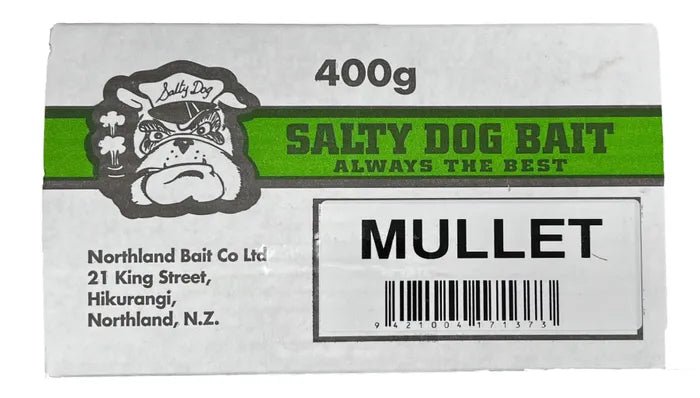 400g
Salty Dog
SALTY DOG BAIT
ALWAYS THE BEST
MULLET
9 421004 171373
Northland Bait Co Ltd
21 King Street,
Hikurangi,
Northland, N.Z.